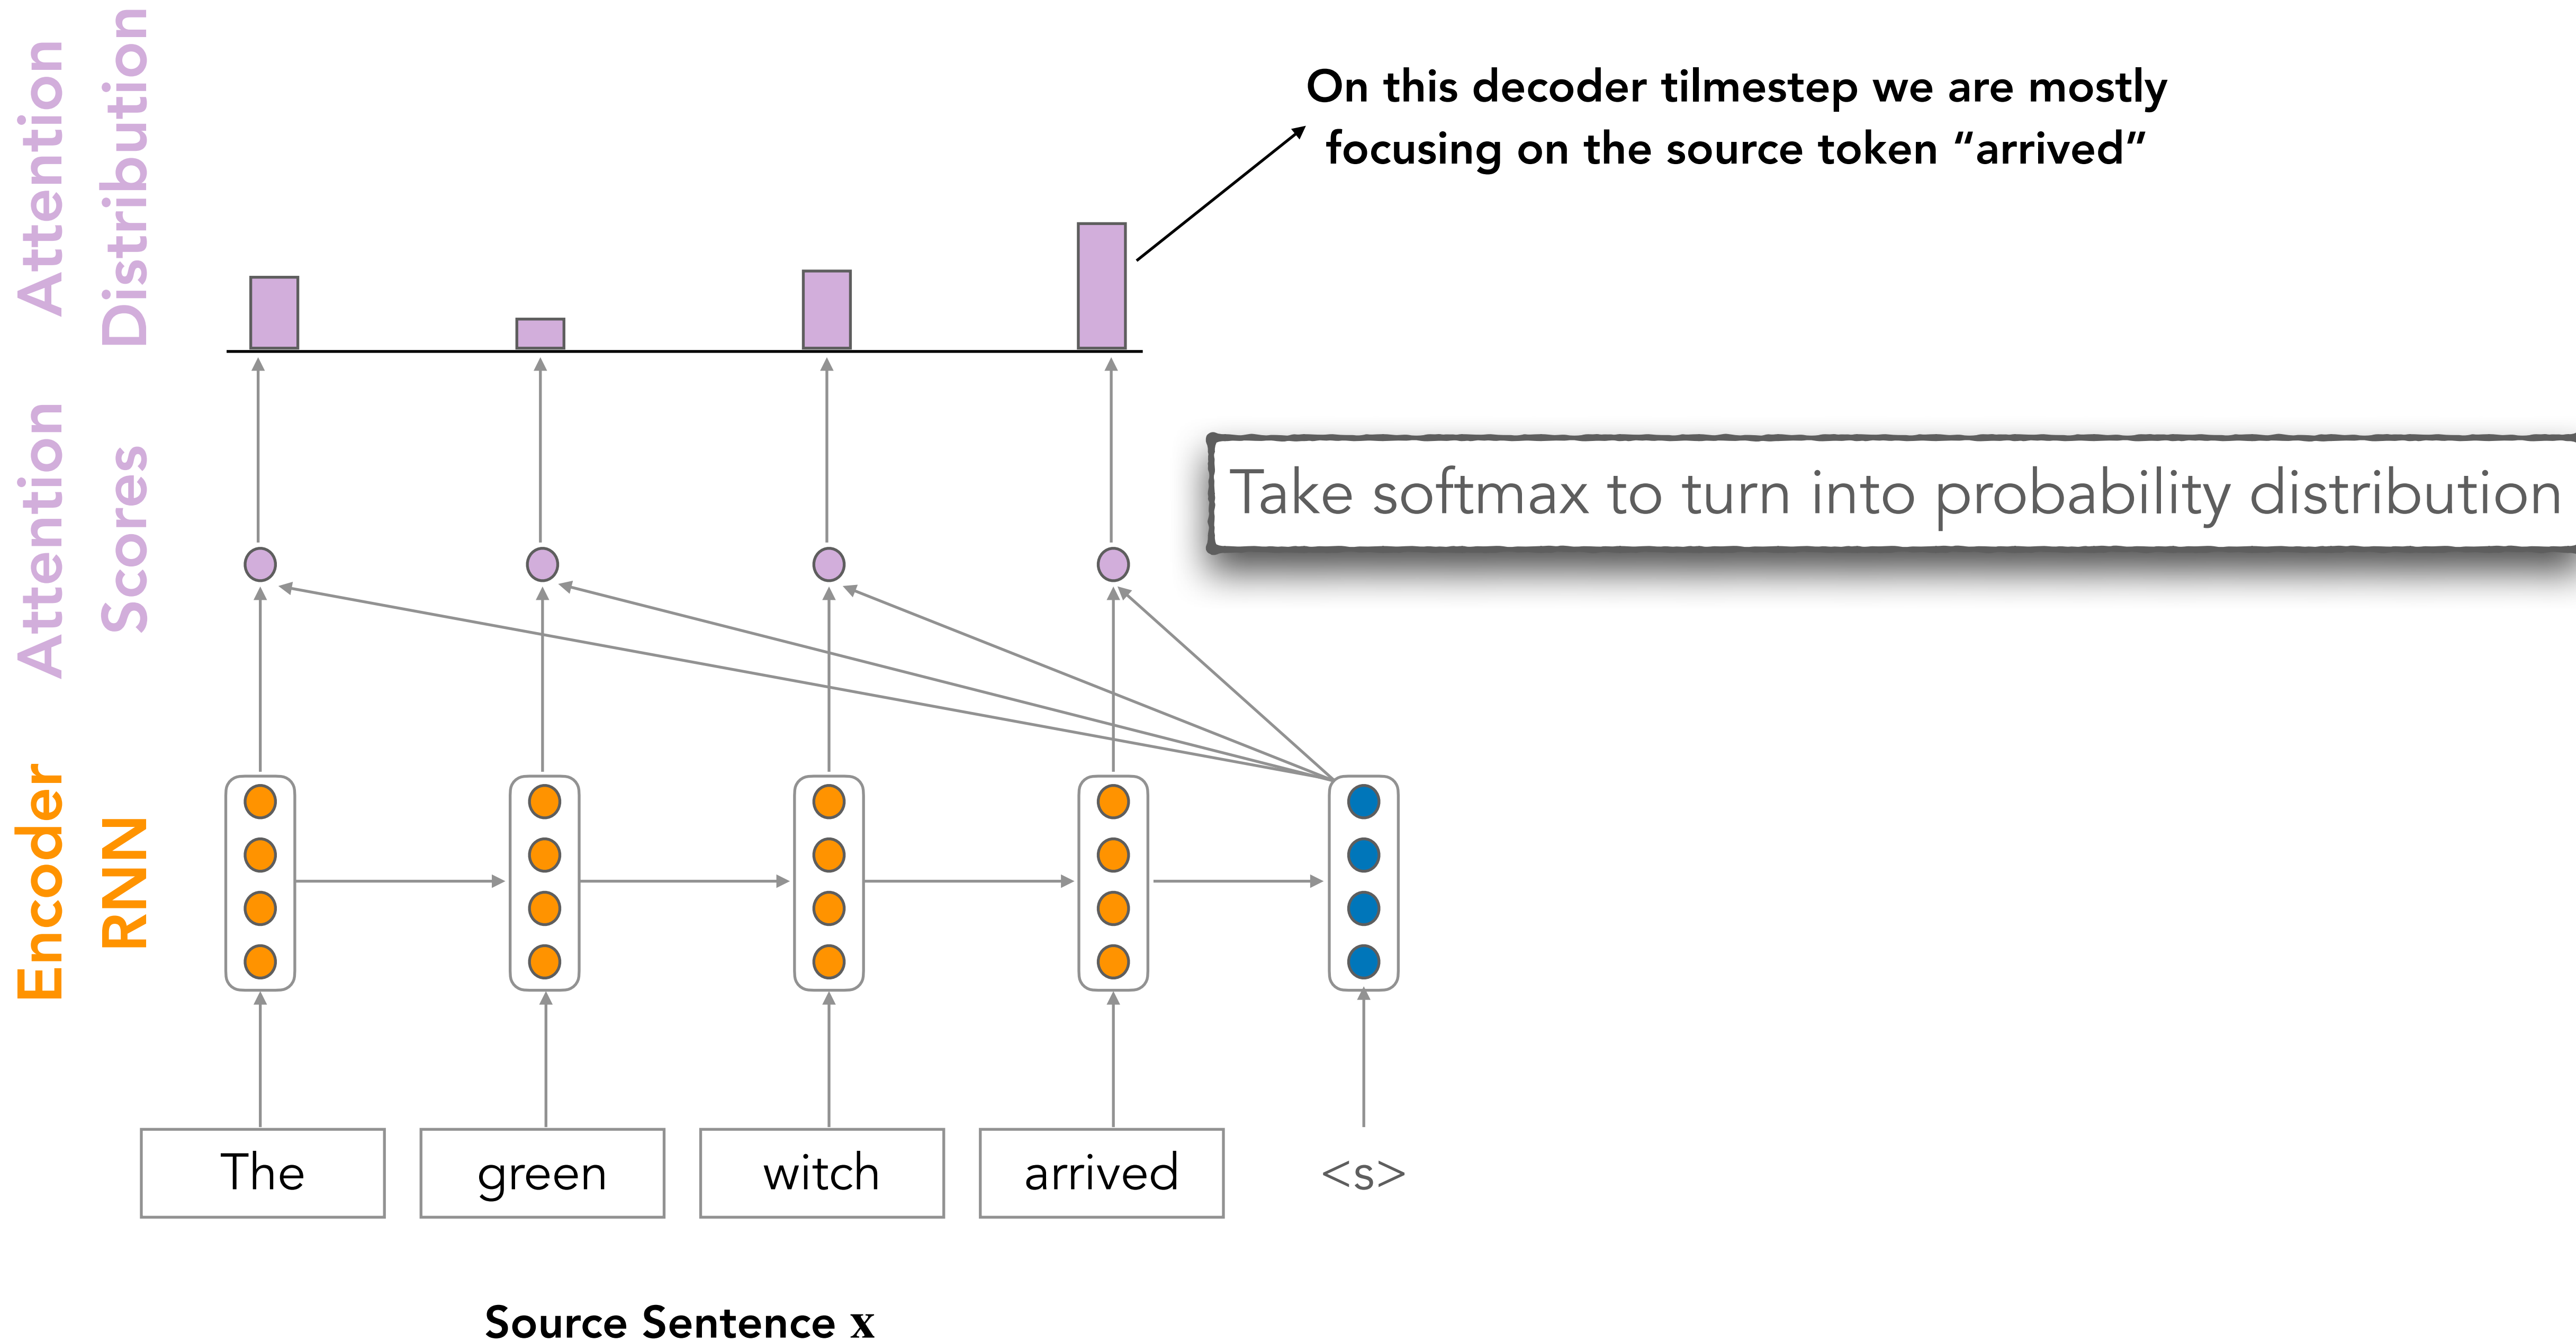 Attention
Distribution
On this decoder tilmestep we are mostly
focusing on the source token “arrived”
Attention
Scores
Take softmax to turn into probability distribution
Encoder
RNN
The
green
witch
arrived
<s>
Source Sentence x